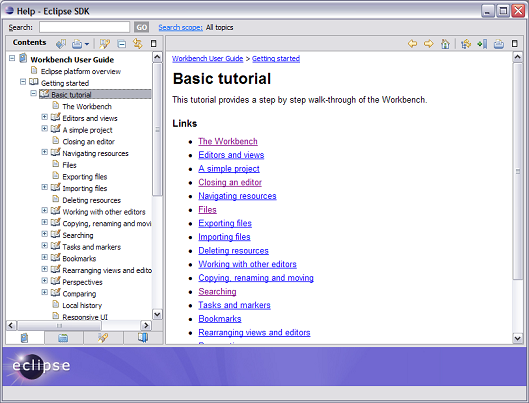 Help - Eclipse SDK
Search: GO Search scope: All topics
Contents
Workbench User Guide
Eclipse platform overview
Getting started
Basic tutorial
The Workbench
Editors and views
A simple project
Closing an editor
Navigating resources
Files
Exporting files
Importing files
Deleting resources
Working with other editors
Copying, renaming and movi
Searching
Tasks and markers
Bookmarks
Rearranging views and edito
Perspectives
Comparing
Local history
Responsive UI
Workbench User Guide > Getting started
Basic tutorial
This tutorial provides a step by step walk-through of the Workbench.
Links
The Workbench
Editors and views
A simple project
Closing an editor
Navigating resources
Files
Exporting files
Importing files
Deleting resources
Working with other editors
Copying, renaming and moving
Searching
Tasks and markers
Bookmarks
Rearranging views and editors
eclipse